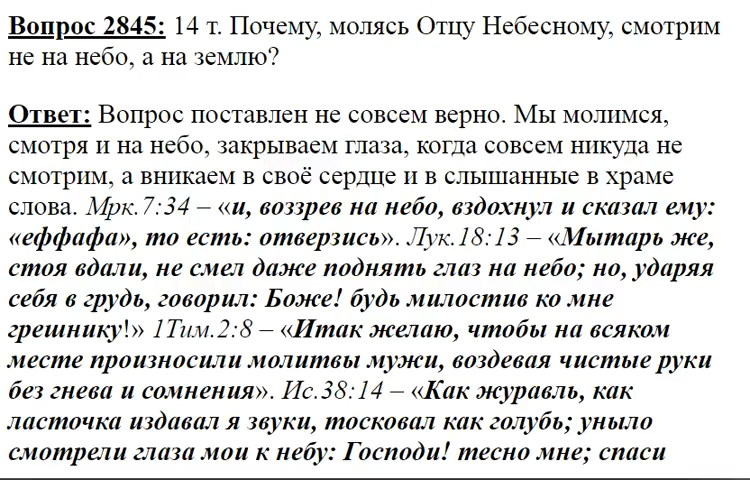 Вопрос 2845: 14 т. Почему, молясь Отцу Небесному, смотрим
не на небо, а на землю?
Ответ: Вопрос поставлен не совсем верно. Мы молимся,
смотря и на небо, закрываем глаза, когда совсем никуда не
смотрим, а вникаем в своё сердце и в слышанные в храме
слова. Мрк.7:34 – «и, воззрев на небо, вздохнул и сказал ему:
«еффафа», то есть: отверзись». Лук.18:13 – «Мытарь же,
стоя вдали, не смел даже поднять глаз на небо; но, ударяя
себя в грудь, говорил: Боже! будь милостив ко мне
грешнику!» 1Тим.2:8 – «Итак желаю, чтобы на всяком
месте произносили молитвы мужи, воздевая чистые руки
без гнева и сомнения». Ис.38:14 – «Как журавль, как
ласточка издавал я звуки, тосковал как голубь; уныло
смотрели глаза мои к небу: Господи! тесно мне; спаси